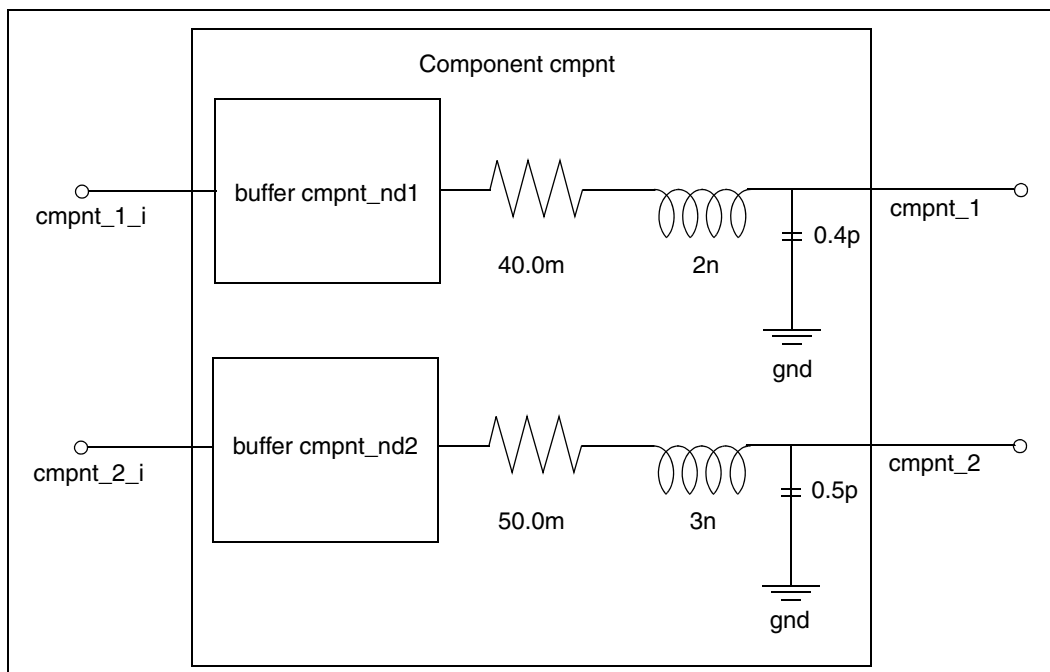 Component cmpnt
buffer cmpnt_nd1
cmpnt_1_i
cmpnt_1
0.4p
40.0m
2n
gnd
buffer cmpnt_nd2
cmpnt_2_i
cmpnt_2
0.5p
50.0m
3n
gnd